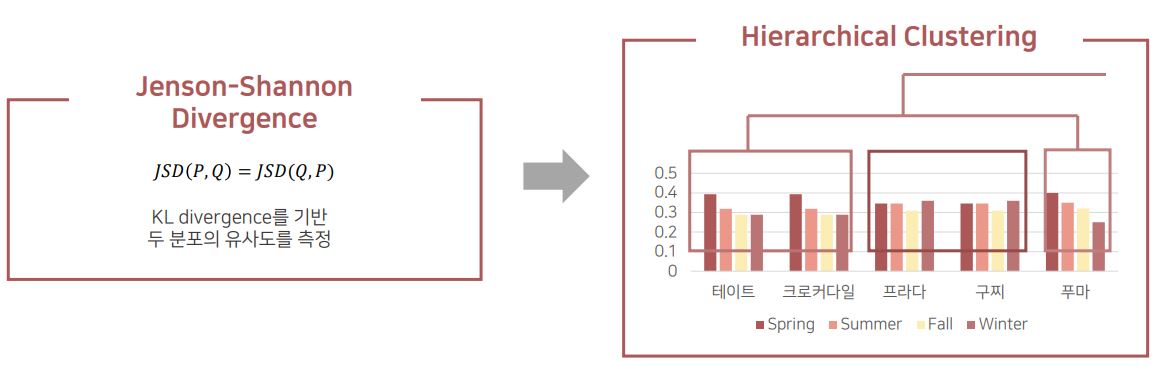 Jenson-Shannon
Divergence
JSD(P,Q) = JSD(Q,P)
KL divergence를 기반
두 분포의 유사도를 측정
Hierarchical Clustering
0.5
0.4
0.3
0.2
0.1
0
테이트
크로커다일
프라다
구찌
푸마
Spring
Summer
Fall
Winter